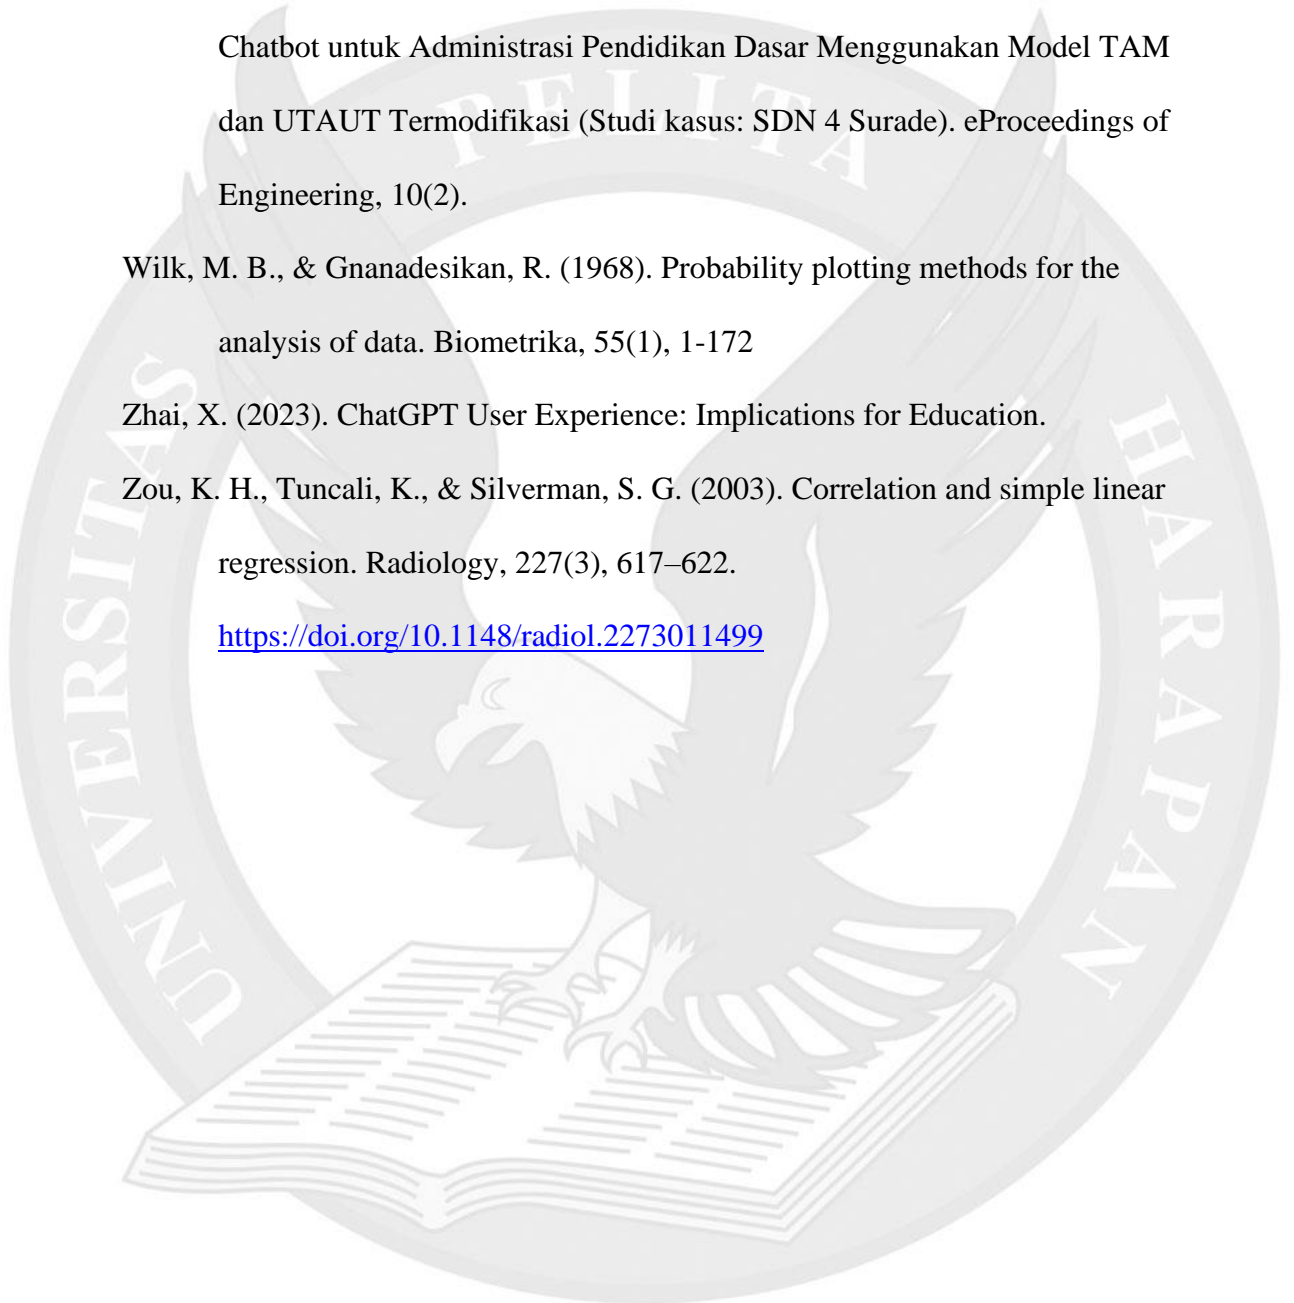 Chatbot untuk Administrasi Pendidikan Dasar Menggunakan Model TAM
dan UTAUT Termodifikasi (Studi kasus: SDN 4 Surade). eProceedings of
Engineering, 10(2).
Wilk, M. B., & Gnanadesikan, R. (1968). Probability plotting methods for the
analysis of data. Biometrika, 55(1), 1-172
Zhai, X. (2023). ChatGPT User Experience: Implications for Education.
Zou, K. H., Tuncali, K., & Silverman, S. G. (2003). Correlation and simple linear
regression. Radiology, 227(3), 617–622.
https://doi.org/10.1148/radiol.2273011499
UNIVERSITAS
PELITA
HARAPAN